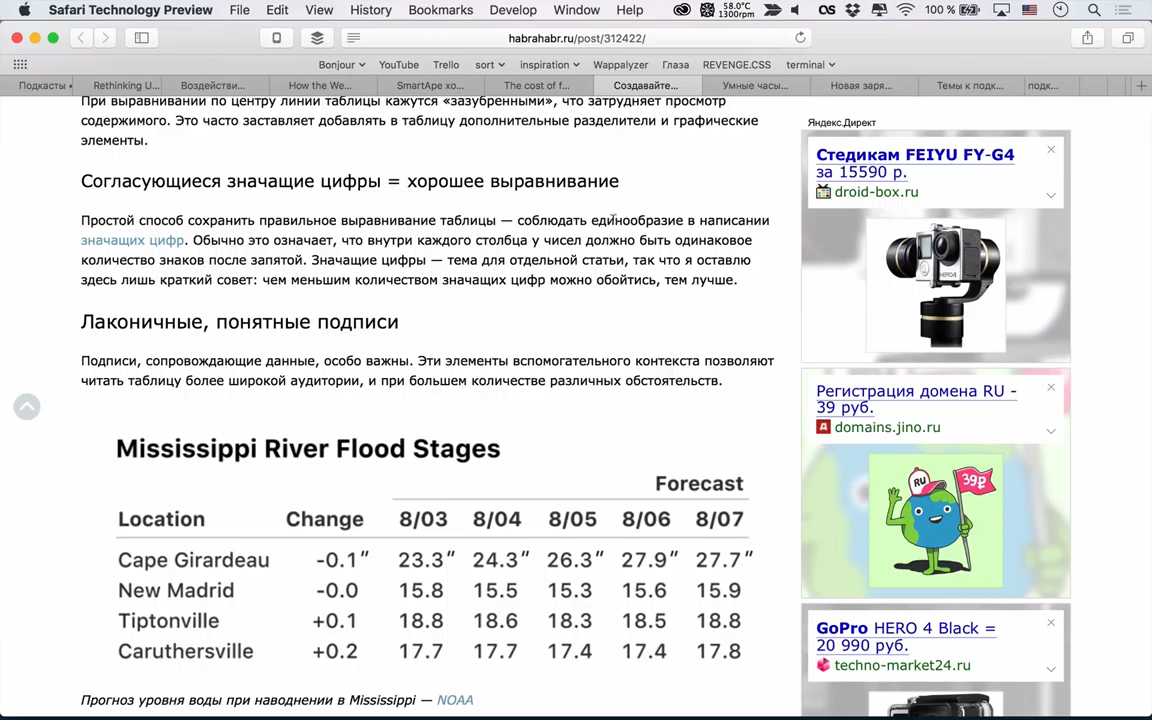 Safari Technology Preview File Edit View History Bookmarks Develop Window Help 58.0°C 1300rpm 100 %
habrahabr.ru/post/312422/
Bonjour YouTube Trello sort inspiration Wappalyzer Глаза REVENGE.CSS terminal
Подкасты Rethinking U... Воздействи... How the We... SmartApe хо... The cost of f... Создавайте... Умные часы... Новая заря... Темы к подк... подк...
При выравнивании по центру линии таблицы кажутся «зазубренными», что затрудняет просмотр
содержимого. Это часто заставляет добавлять в таблицу дополнительные разделители и графические
элементы.
Согласующиеся значащие цифры = хорошее выравнивание
Простой способ сохранить правильное выравнивание таблицы — соблюдать единообразие в написании
значащих цифр. Обычно это означает, что внутри каждого столбца у чисел должно быть одинаковое
количество знаков после запятой. Значащие цифры — тема для отдельной статьи, так что я оставлю
здесь лишь краткий совет: чем меньшим количеством значащих цифр можно обойтись, тем лучше.
Лаконичные, понятные подписи
Подписи, сопровождающие данные, особо важны. Эти элементы вспомогательного контекста позволяют
читать таблицу более широкой аудитории, и при большем количестве различных обстоятельств.
Mississippi River Flood Stages
Forecast
Location Change 8/03 8/04 8/05 8/06 8/07
Cape Girardeau -0.1″ 23.3″ 24.3″ 26.3″ 27.9″ 27.7″
New Madrid -0.0 15.8 15.5 15.3 15.6 15.9
Tiptonville +0.1 18.8 18.6 18.3 18.5 18.8
Caruthersville +0.2 17.7 17.7 17.4 17.4 17.8
Прогноз уровня воды при наводнении в Mississippi — NOAA
Яндекс.Директ
Стедикам FEIYU FY-G4
за 15590 р.
droid-box.ru
HERO4
Регистрация домена RU -
39 руб.
domains.jino.ru
RU
39₽
GoPro HERO 4 Black =
20 990 руб.
techno-market24.ru